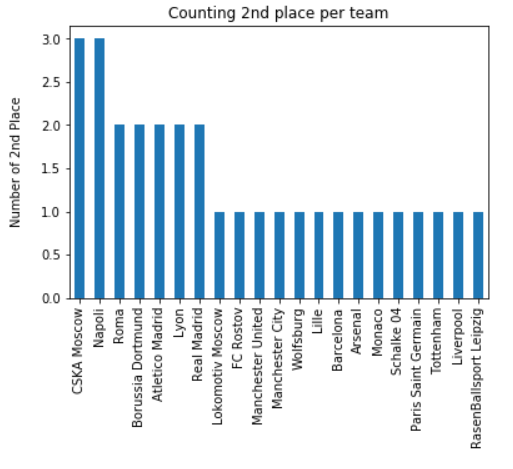 Counting 2nd place per team
Number of 2nd Place
3.0
2.5
2.0
1.5
1.0
0.5
0.0
CSKA Moscow
Napoli
Roma
Borussia Dortmund
Atletico Madrid
Lyon
Real Madrid
Lokomotiv Moscow
FC Rostov
Manchester United
Manchester City
Wolfsburg
Lille
Barcelona
Arsenal
Monaco
Schalke 04
Paris Saint Germain
Tottenham
Liverpool
RasenBallsport Leipzig